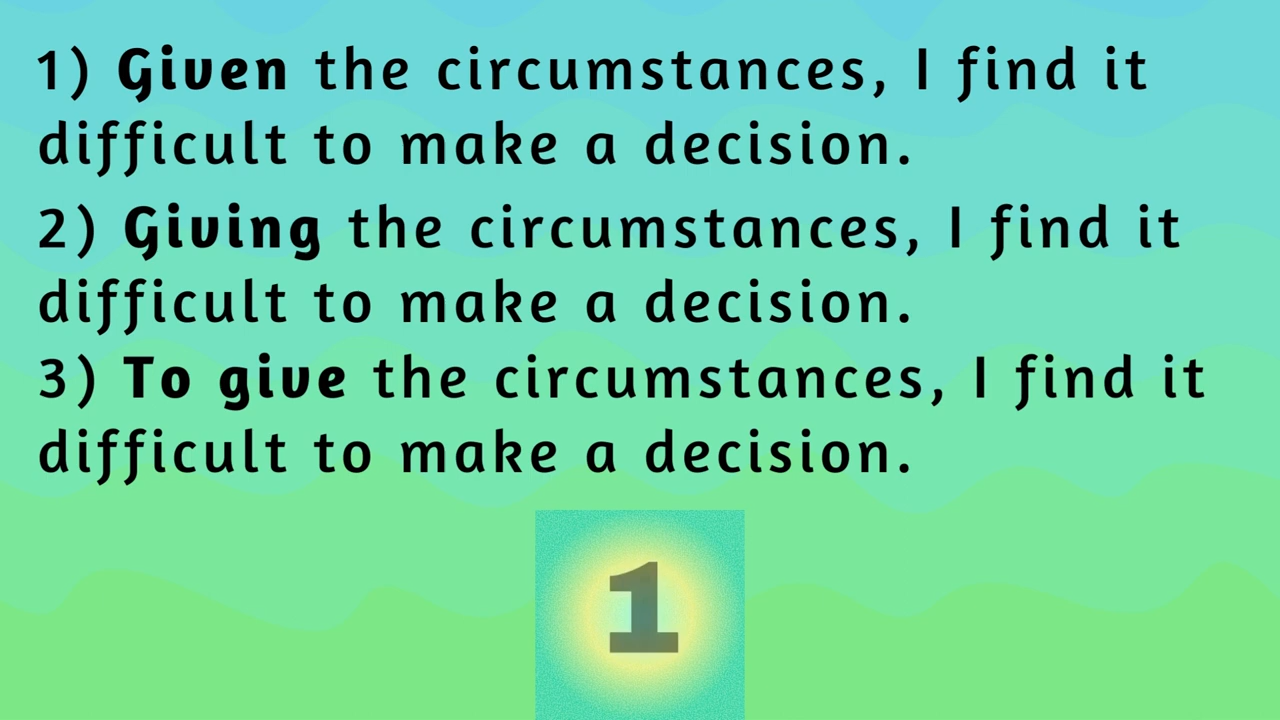 1) Given the circumstances, I find it
difficult to make a decision.
2) Giving the circumstances, I find it
difficult to make a decision.
3) To give the circumstances, I find it
difficult to make a decision.
1